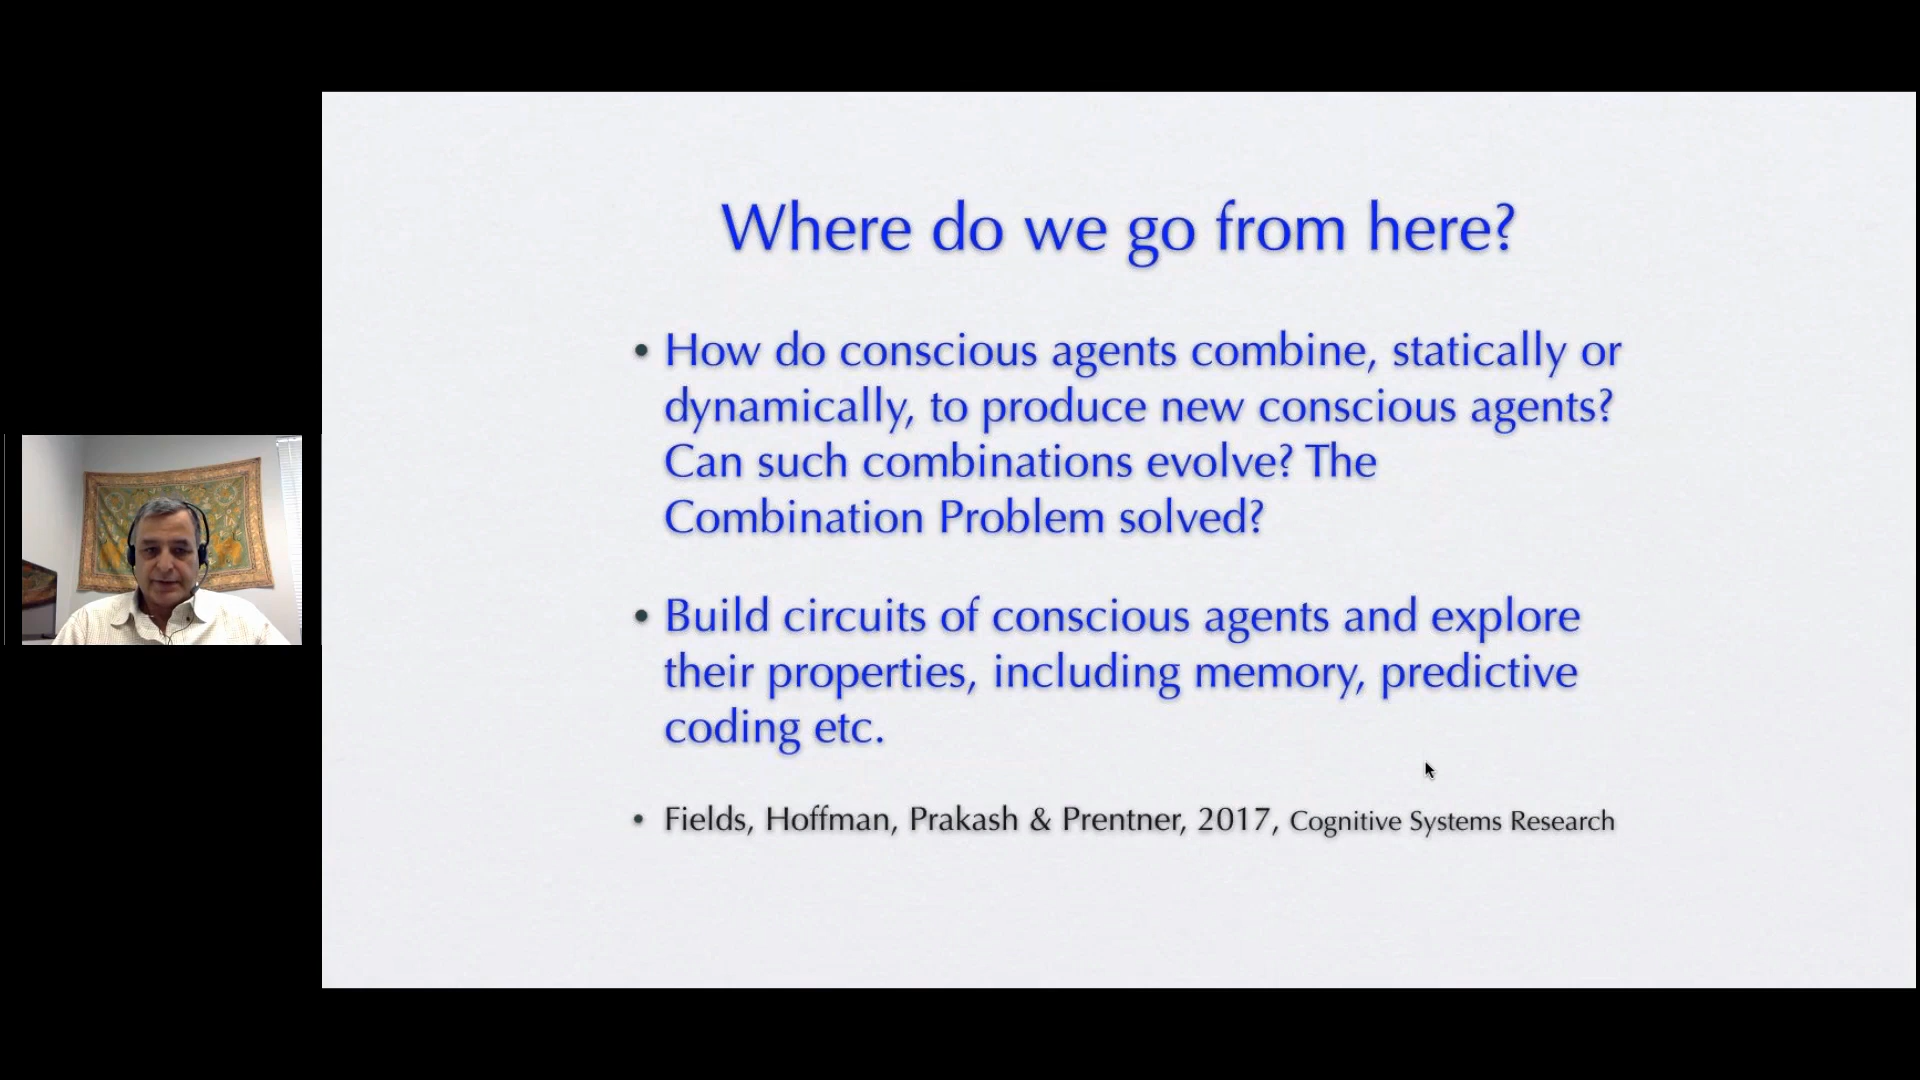 Where do we go from here?
• How do conscious agents combine, statically or
dynamically, to produce new conscious agents?
Can such combinations evolve? The
Combination Problem solved?
• Build circuits of conscious agents and explore
their properties, including memory, predictive
coding etc.
• Fields, Hoffman, Prakash & Prentner, 2017, Cognitive Systems Research